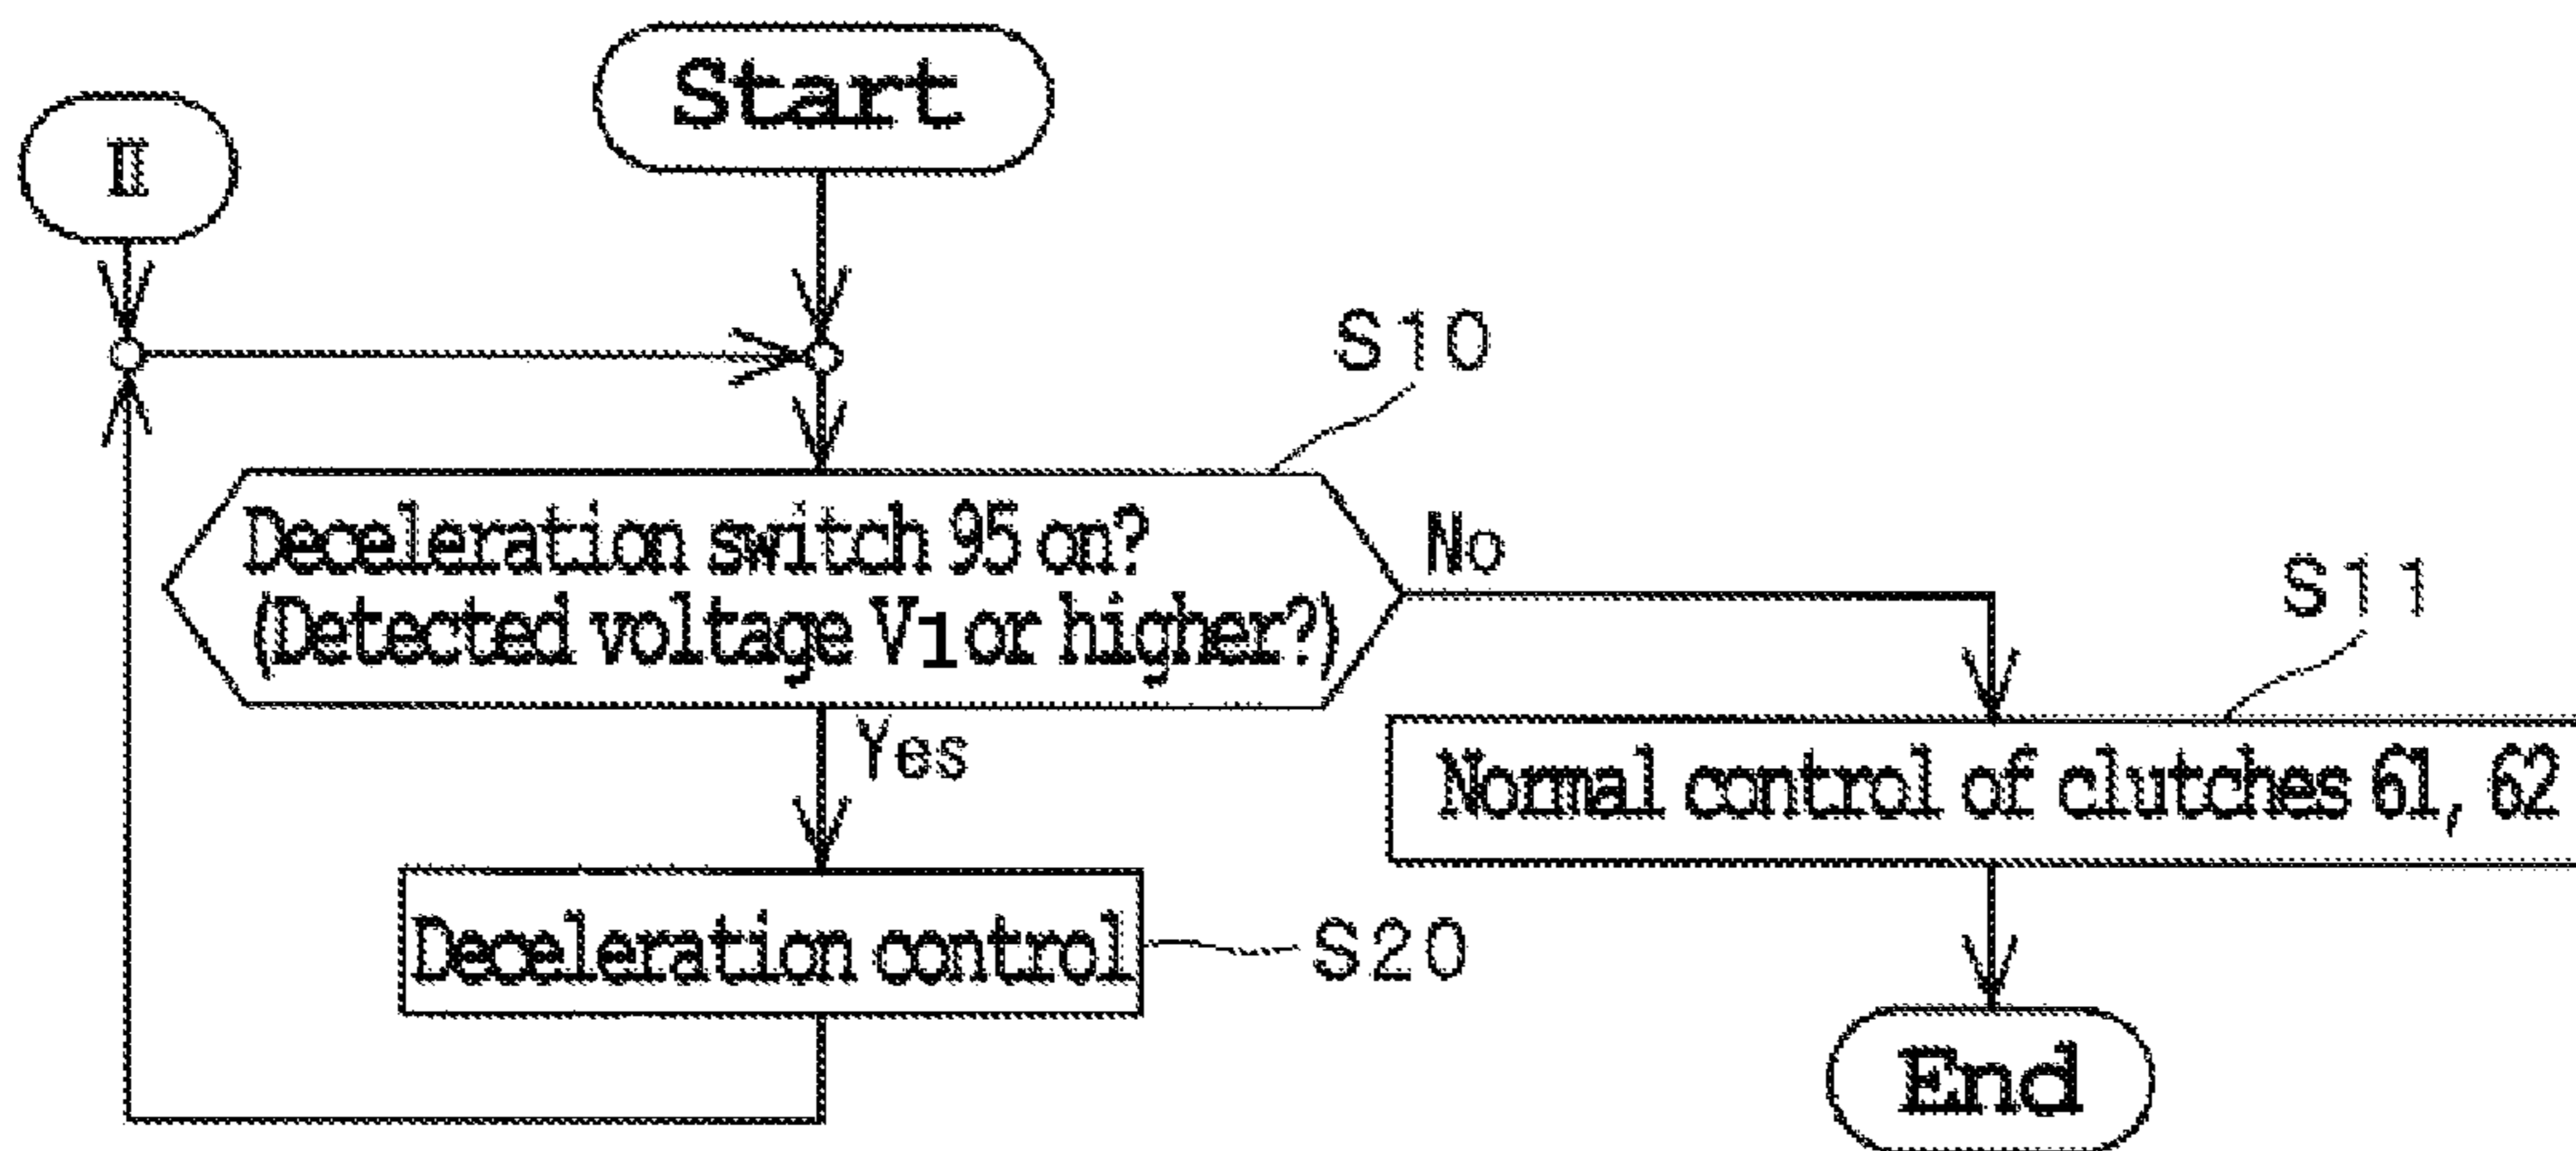 Start
II
S10
Deceleration switch 95 on?
(Detected voltage V1 or higher?)
No
S11
Yes
Normal control of clutches 61, 62
Deceleration control
S20
End